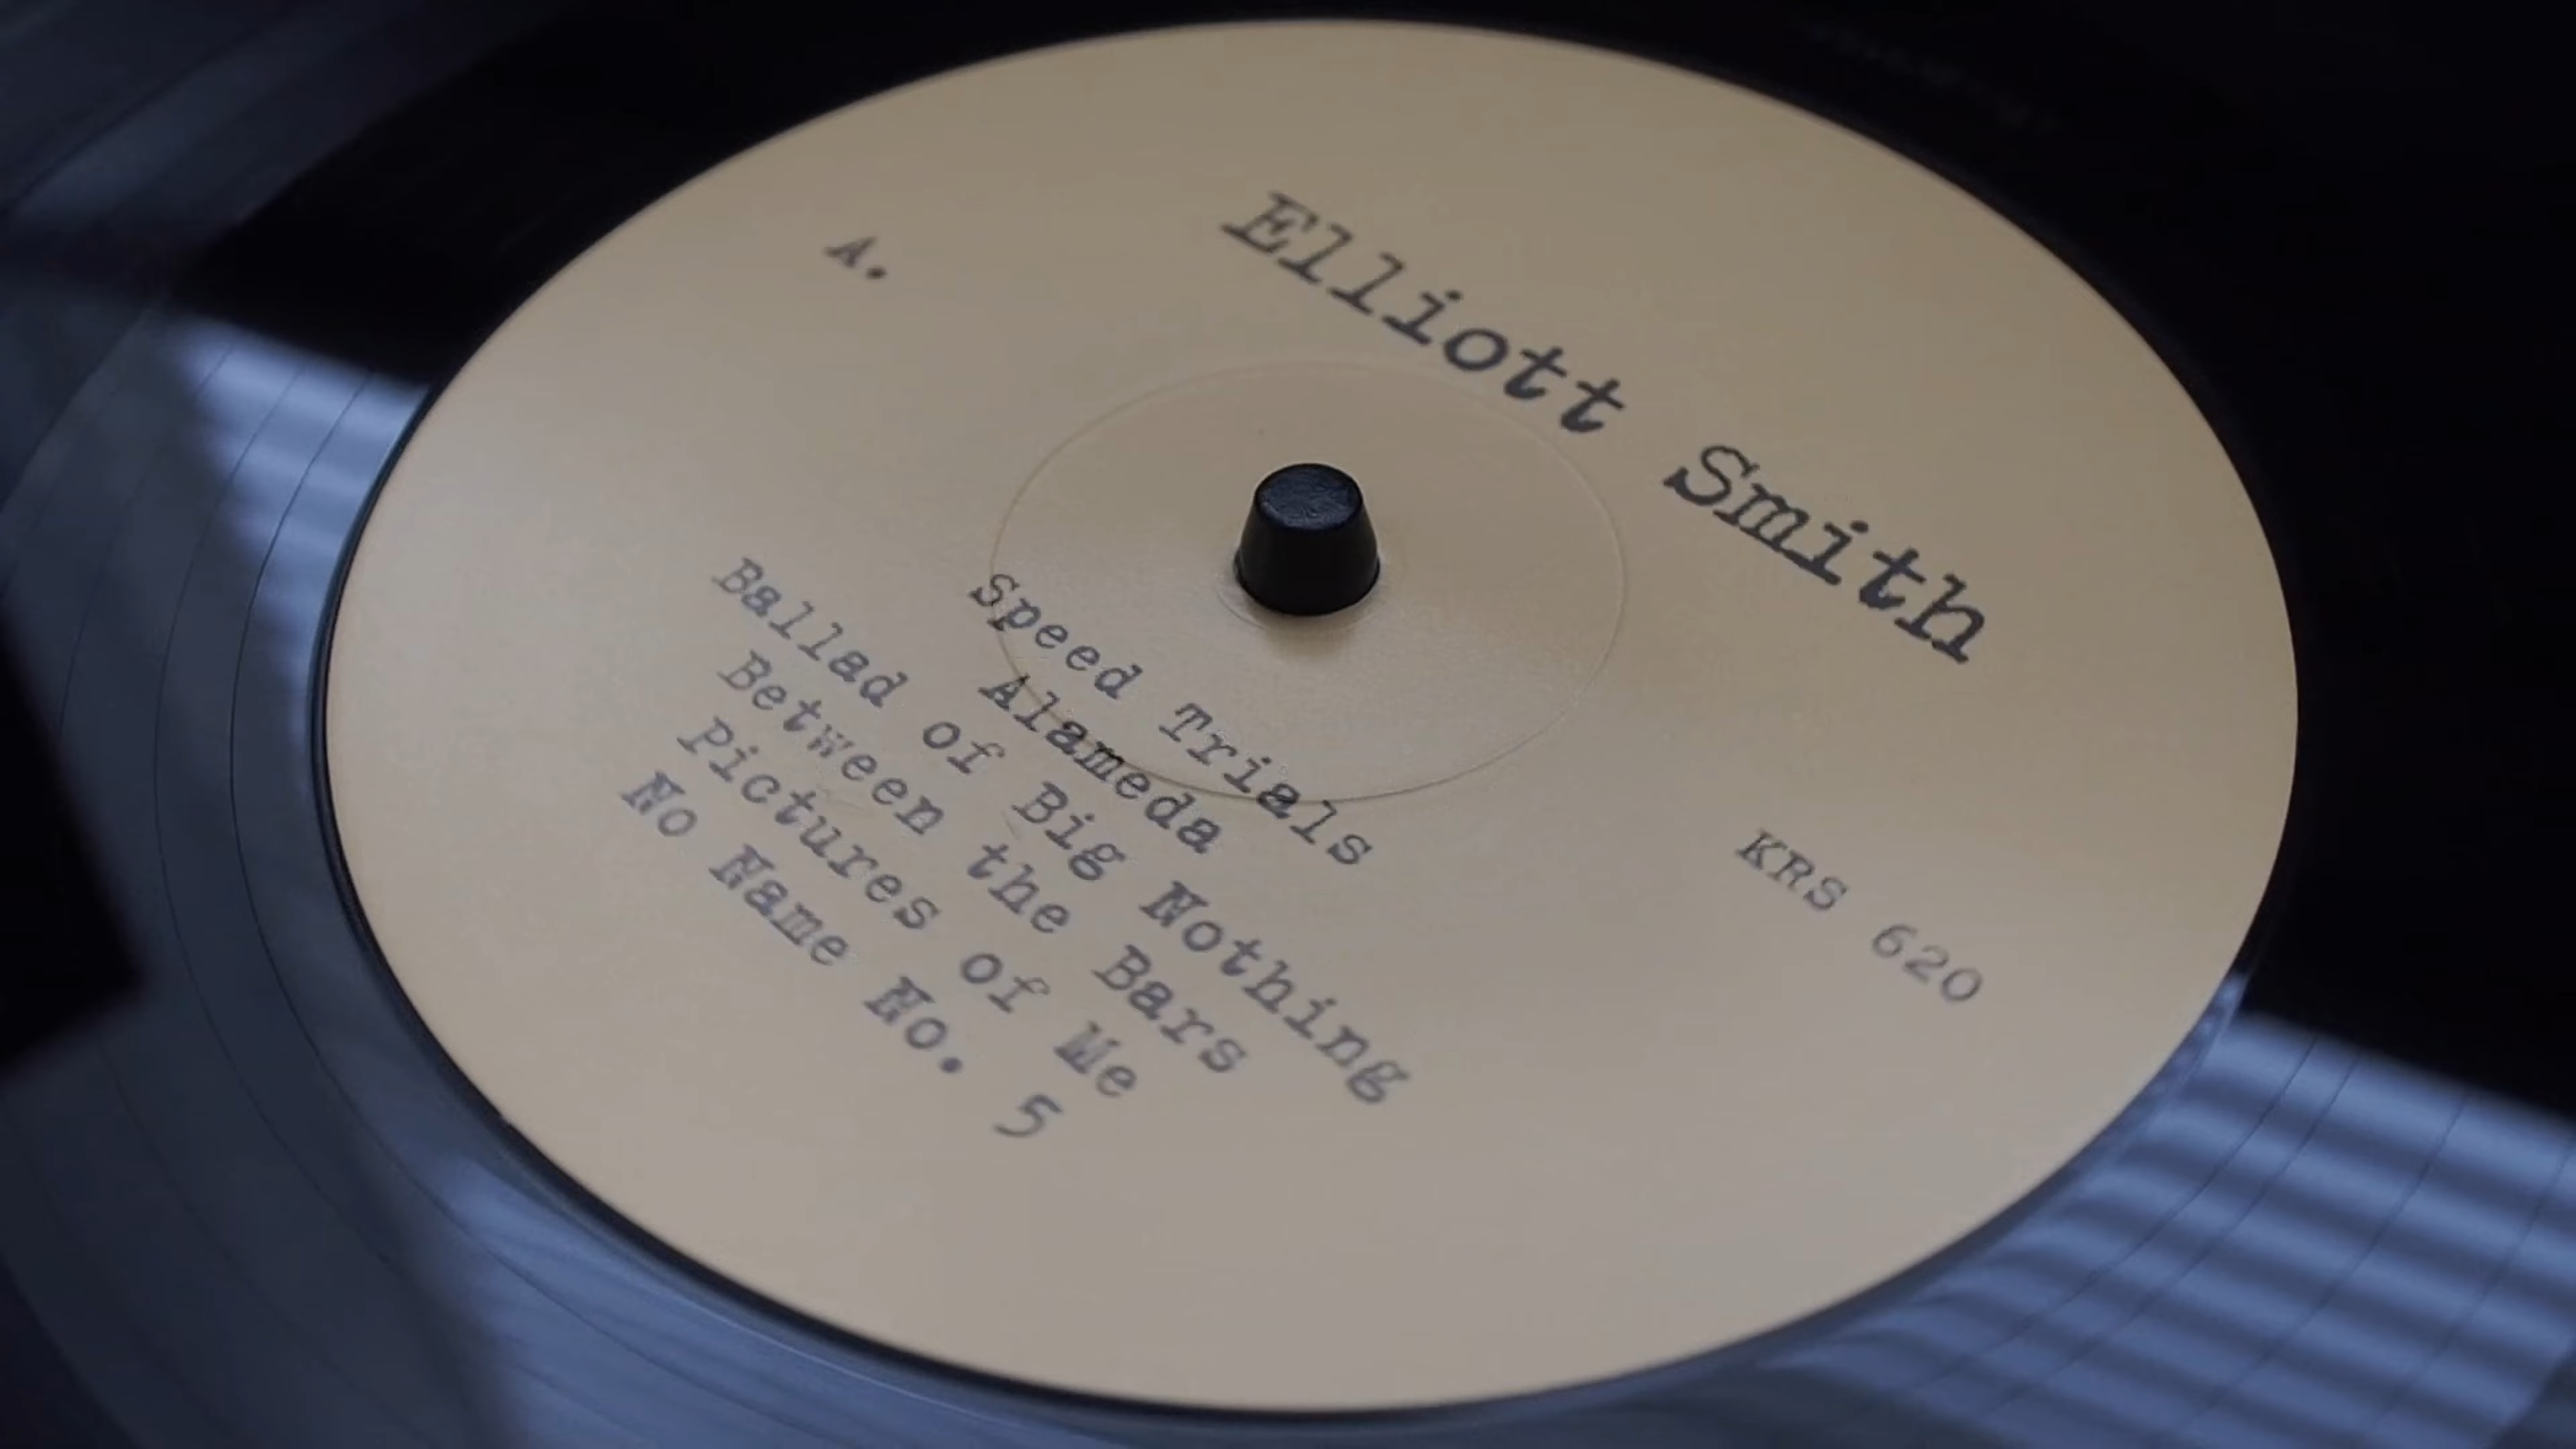 A.
Elliott Smith
KRS 620
Speed Trials
Alameda
Ballad of Big Nothing
Between the Bars
Pictures of Me
No Name No. 5